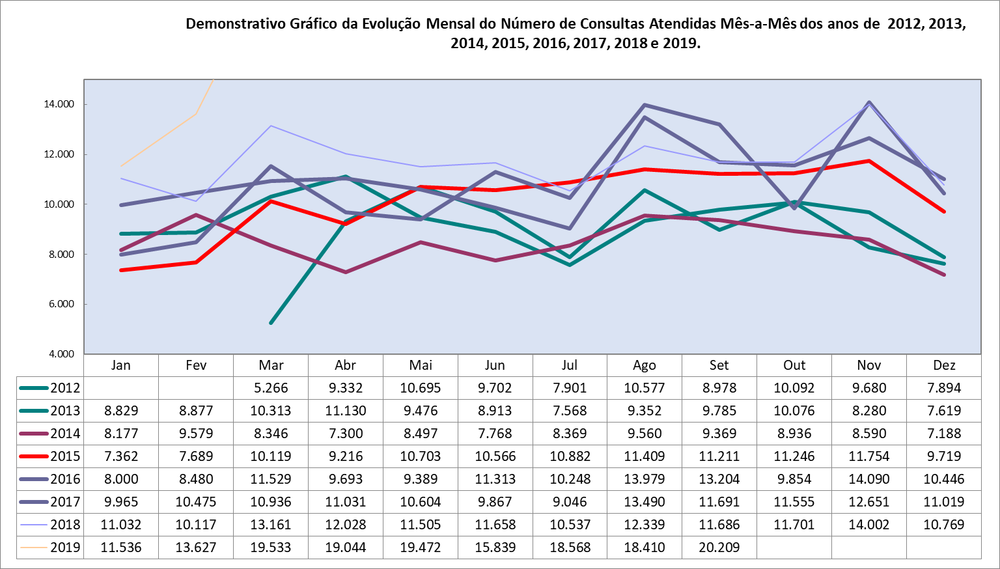 Demonstrativo Gráfico da Evolução Mensal do Número de Consultas Atendidas Mês-a-Mês dos anos de 2012, 2013,
2014, 2015, 2016, 2017, 2018 e 2019.
14.000
12.000
10.000
8.000
6.000
4.000
Jan Fev Mar Abr Mai Jun Jul Ago Set Out Nov Dez
2012 5.266 9.332 10.695 9.702 7.901 10.577 8.978 10.092 9.680 7.894
2013 8.829 8.877 10.313 11.130 9.476 8.913 7.568 9.352 9.785 10.076 8.280 7.619
2014 8.177 9.579 8.346 7.300 8.497 7.768 8.369 9.560 9.369 8.936 8.590 7.188
2015 7.362 7.689 10.119 9.216 10.703 10.566 10.882 11.409 11.211 11.246 11.754 9.719
2016 8.000 8.480 11.529 9.693 9.389 11.313 10.248 13.979 13.204 9.854 14.090 10.446
2017 9.965 10.475 10.936 11.031 10.604 9.867 9.046 13.490 11.691 11.555 12.651 11.019
2018 11.032 10.117 13.161 12.028 11.505 11.658 10.537 12.339 11.686 11.701 14.002 10.769
2019 11.536 13.627 19.533 19.044 19.472 15.839 18.568 18.410 20.209